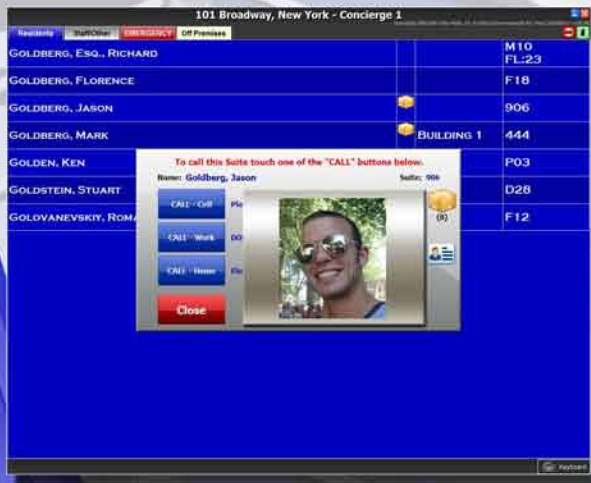 101 Broadway, New York - Concierge 1
Residents Staff/Other EMERGENCY Off Premises
GOLDBERG, ESQ., RICHARD M10 FL:23
GOLDBERG, FLORENCE F18
GOLDBERG, JASON 906
GOLDBERG, MARK BUILDING 1 444
GOLDEN, KEN P03
GOLDSTEIN, STUART D28
GOLOVANEVSKIY, ROMA F12
To call this Suite touch one of the "CALL" buttons below.
Name: Goldberg, Jason Suite: 906
CALL - Cell
(8)
CALL - Work
CALL - Home
Close
Keyboard